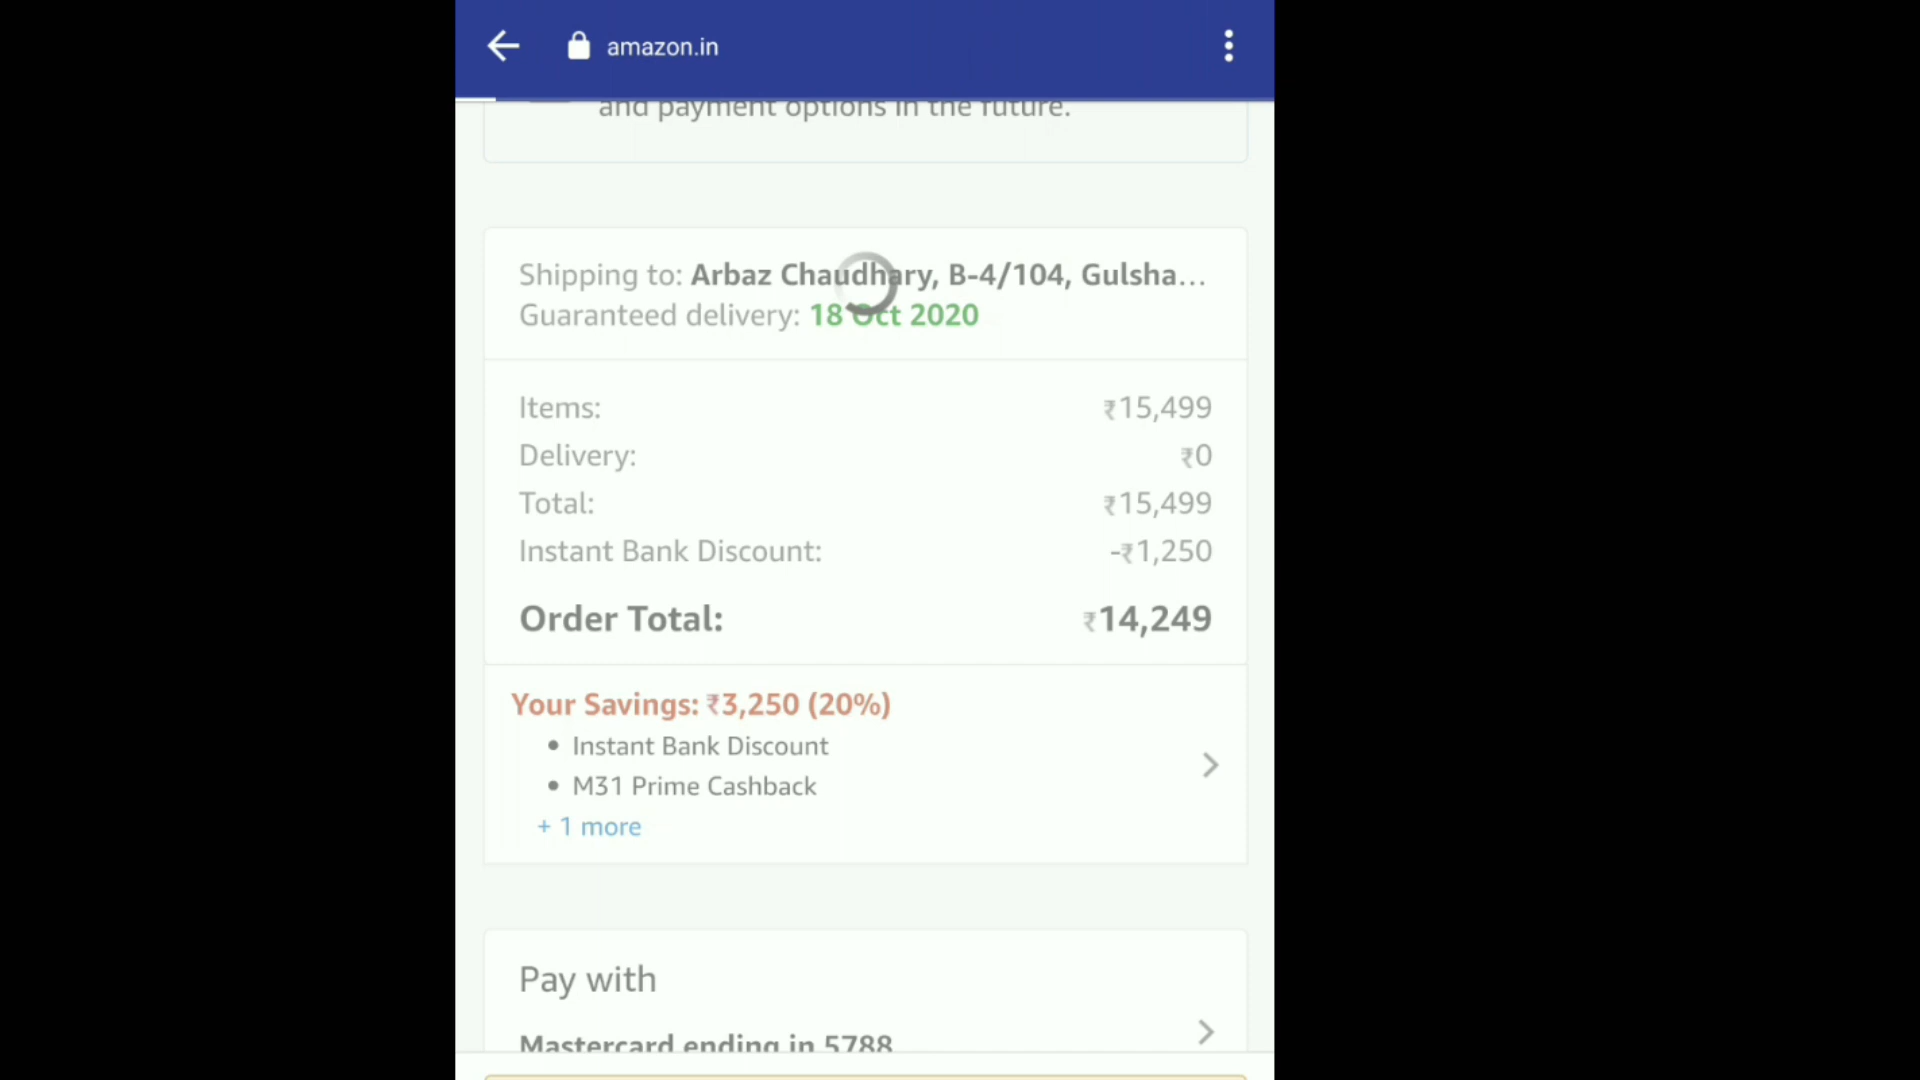 amazon.in
and payment options in the future.
Shipping to: Arbaz Chaudhary, B-4/104, Gulsha...
Guaranteed delivery: 18 Oct 2020
Items: ₹15,499
Delivery: ₹0
Total: ₹15,499
Instant Bank Discount: -₹1,250
Order Total: ₹14,249
Your Savings: ₹3,250 (20%)
• Instant Bank Discount
• M31 Prime Cashback
+ 1 more
Pay with
Mastercard ending in 5788